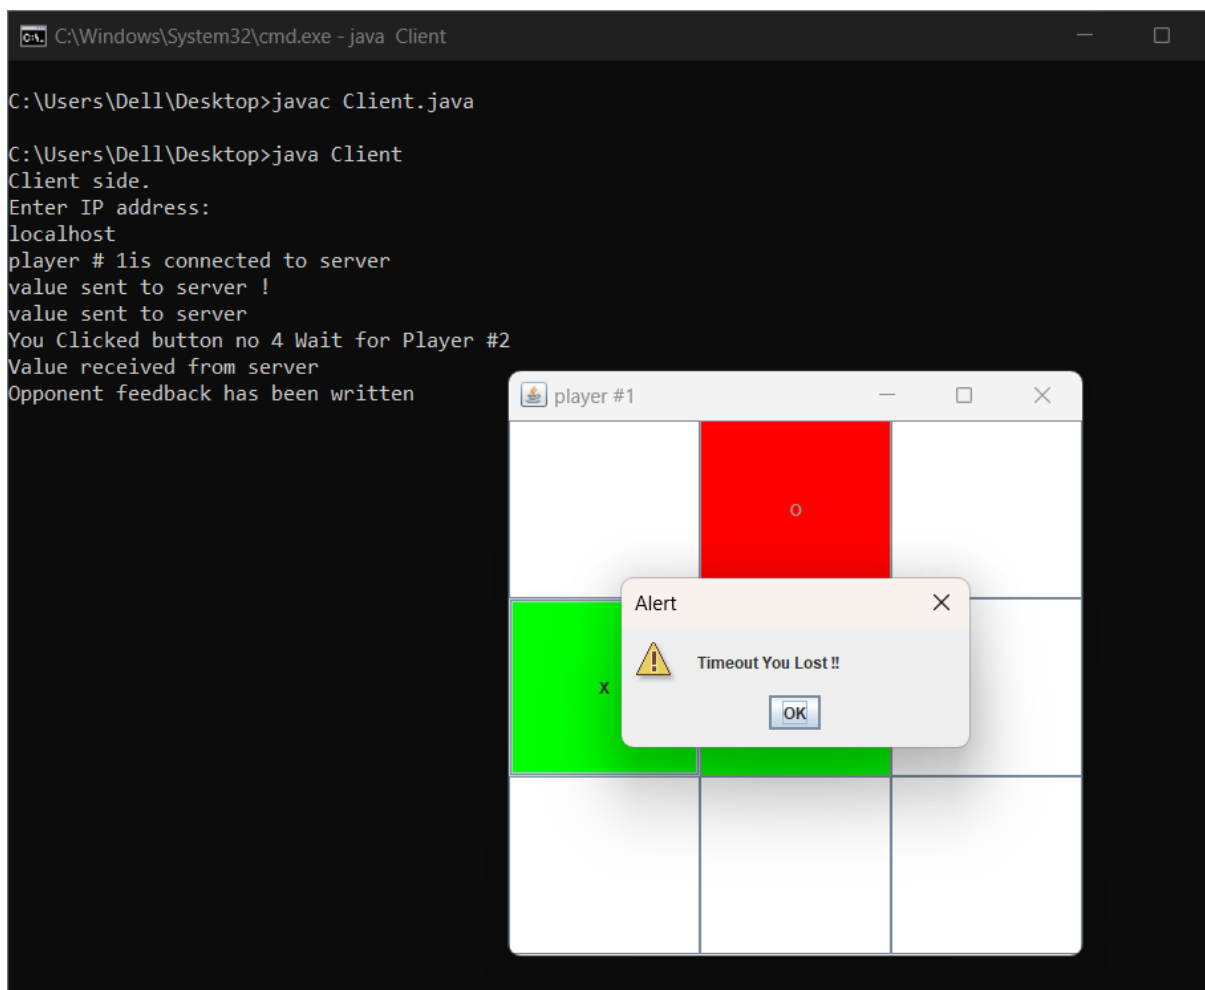 C:\Windows\System32\cmd.exe - java  Client
C:\Users\Dell\Desktop>javac Client.java
C:\Users\Dell\Desktop>java Client
Client side.
Enter IP address:
localhost
player # 1is connected to server
value sent to server !
value sent to server
You Clicked button no 4 Wait for Player #2
Value received from server
Opponent feedback has been written
player #1
O
Alert
Timeout You Lost !!
X
OK